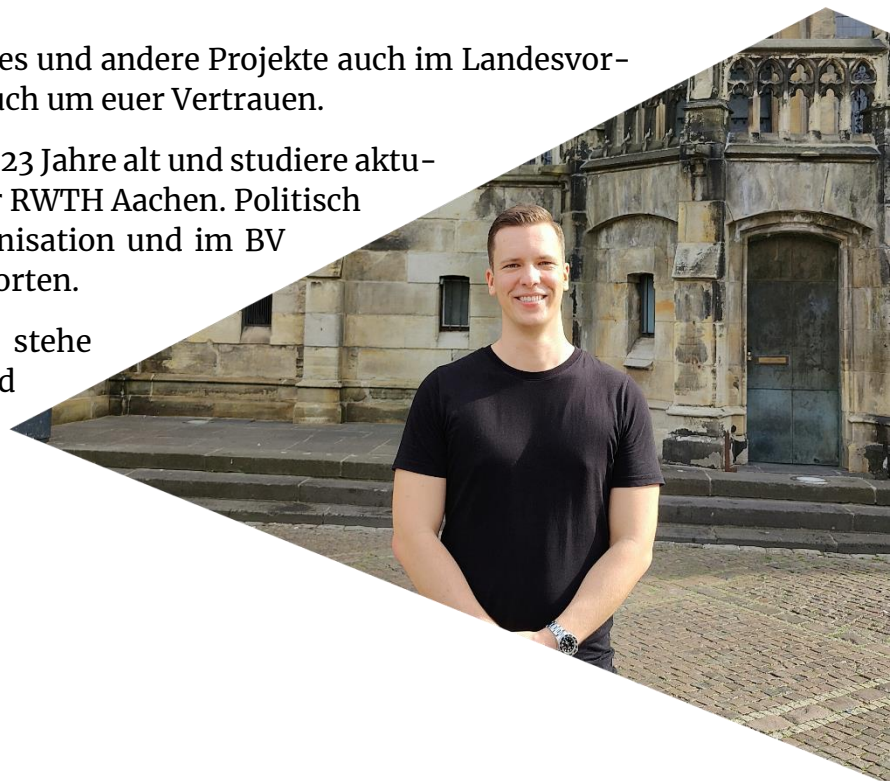 es und andere Projekte auch im Landesvor-
uch um euer Vertrauen.
23 Jahre alt und studiere aktu-
r RWTH Aachen. Politisch
nisation und im BV
orten.
stehe
d